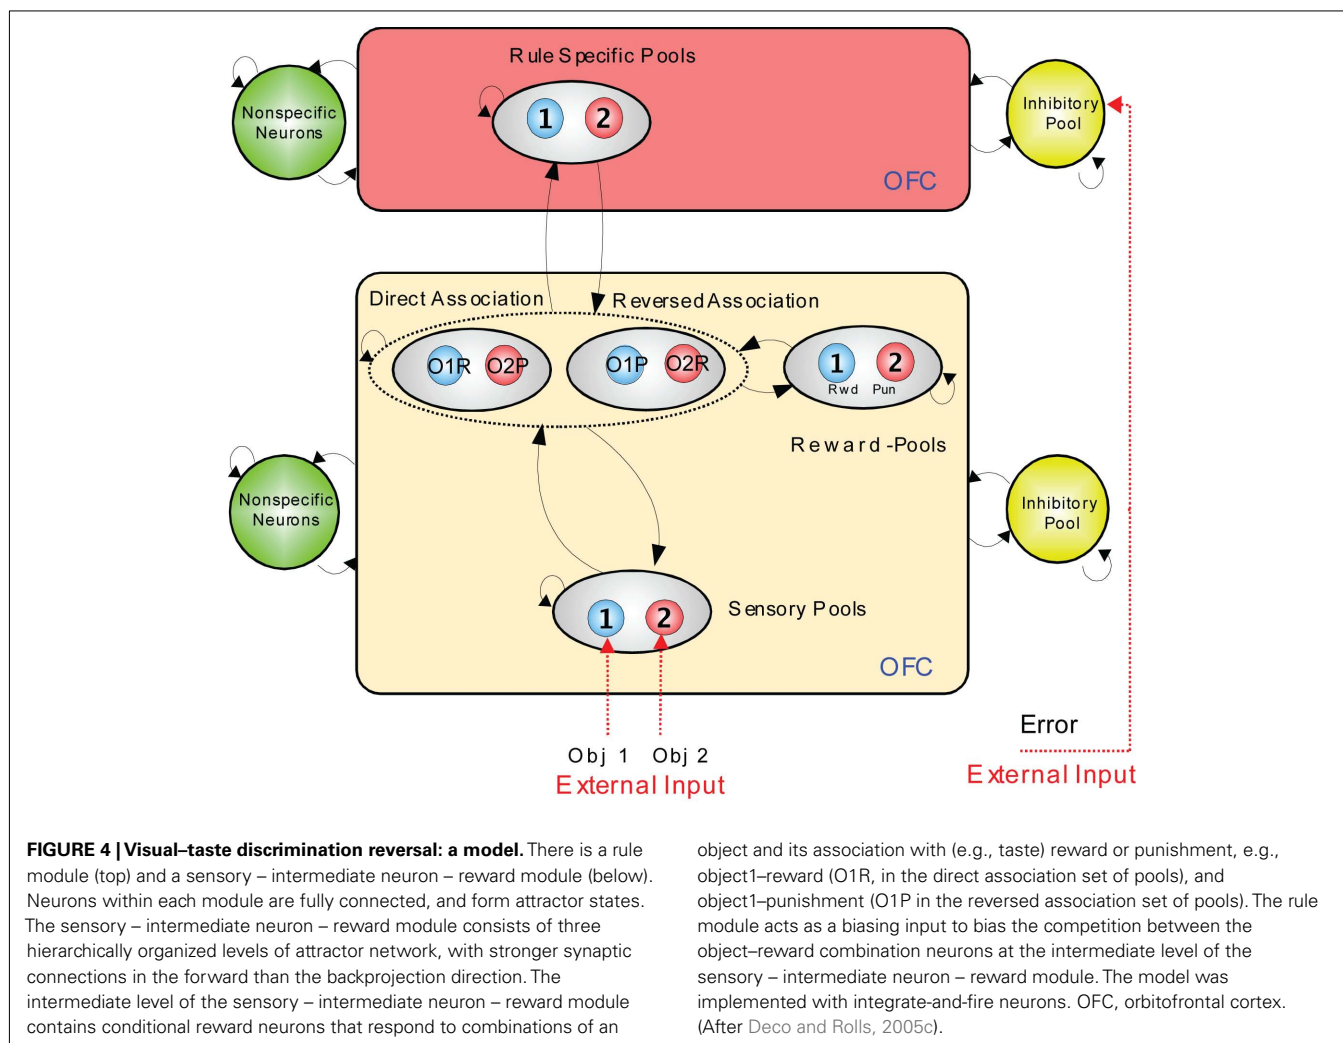 Rule Specific Pools
Nonspecific
Neurons
1 2
Inhibitory
Pool
OFC
Direct Association
Reversed Association
O1R O2P
O1P O2R
1 2
Rwd Pun
Reward -Pools
Nonspecific
Neurons
Inhibitory
Pool
1 2
Sensory Pools
OFC
Obj 1 Obj 2
External Input
Error
External Input
FIGURE 4 | Visual–taste discrimination reversal: a model. There is a rule
module (top) and a sensory – intermediate neuron – reward module (below).
Neurons within each module are fully connected, and form attractor states.
The sensory – intermediate neuron – reward module consists of three
hierarchically organized levels of attractor network, with stronger synaptic
connections in the forward than the backprojection direction. The
intermediate level of the sensory – intermediate neuron – reward module
contains conditional reward neurons that respond to combinations of an
object and its association with (e.g., taste) reward or punishment, e.g.,
object1–reward (O1R, in the direct association set of pools), and
object1–punishment (O1P in the reversed association set of pools). The rule
module acts as a biasing input to bias the competition between the
object–reward combination neurons at the intermediate level of the
sensory – intermediate neuron – reward module. The model was
implemented with integrate-and-fire neurons. OFC, orbitofrontal cortex.
(After Deco and Rolls, 2005c).